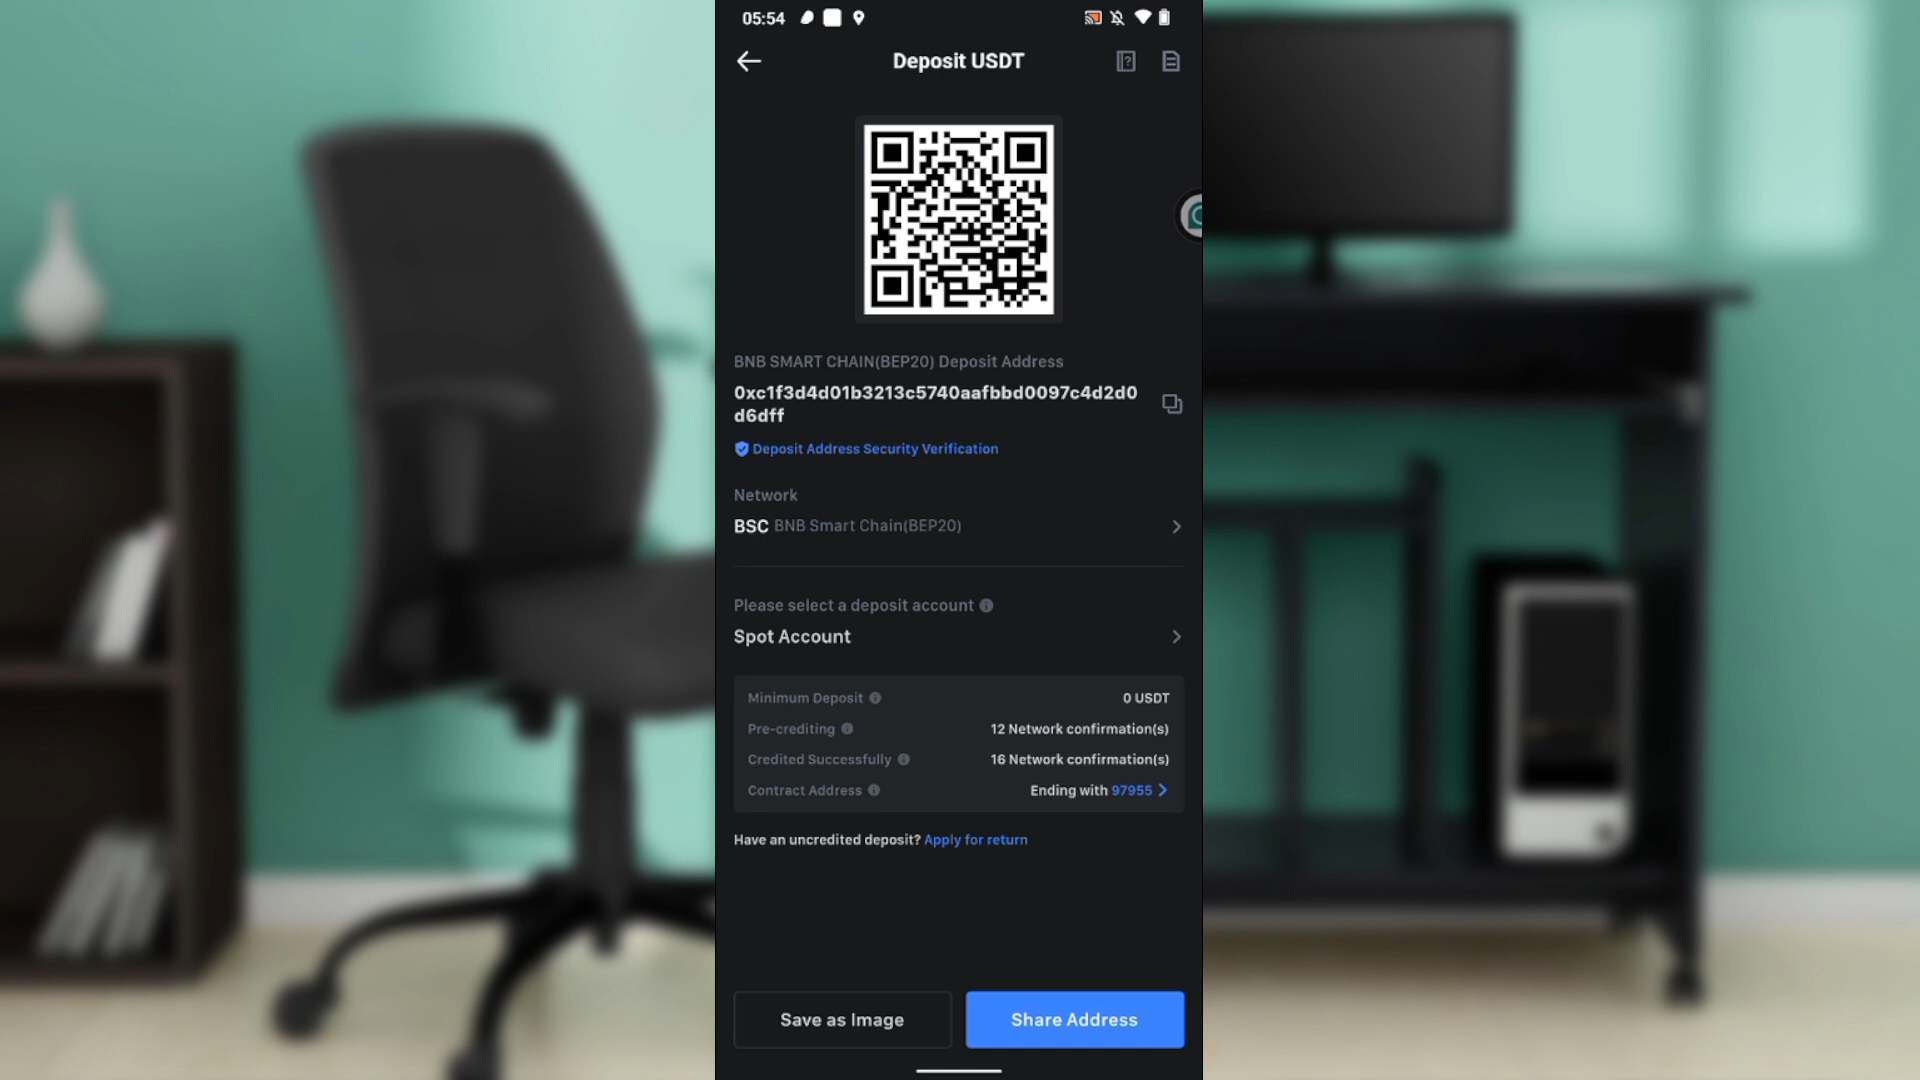 05:54
Deposit USDT
BNB SMART CHAIN(BEP20) Deposit Address
0xc1f3d4d01b3213c5740aafbbd0097c4d2d0
d6dff
Deposit Address Security Verification
Network
BSC BNB Smart Chain(BEP20)
Please select a deposit account
Spot Account
Minimum Deposit 0 USDT
Pre-crediting 12 Network confirmation(s)
Credited Successfully 16 Network confirmation(s)
Contract Address Ending with 97955
Have an uncredited deposit? Apply for return
Save as Image Share Address